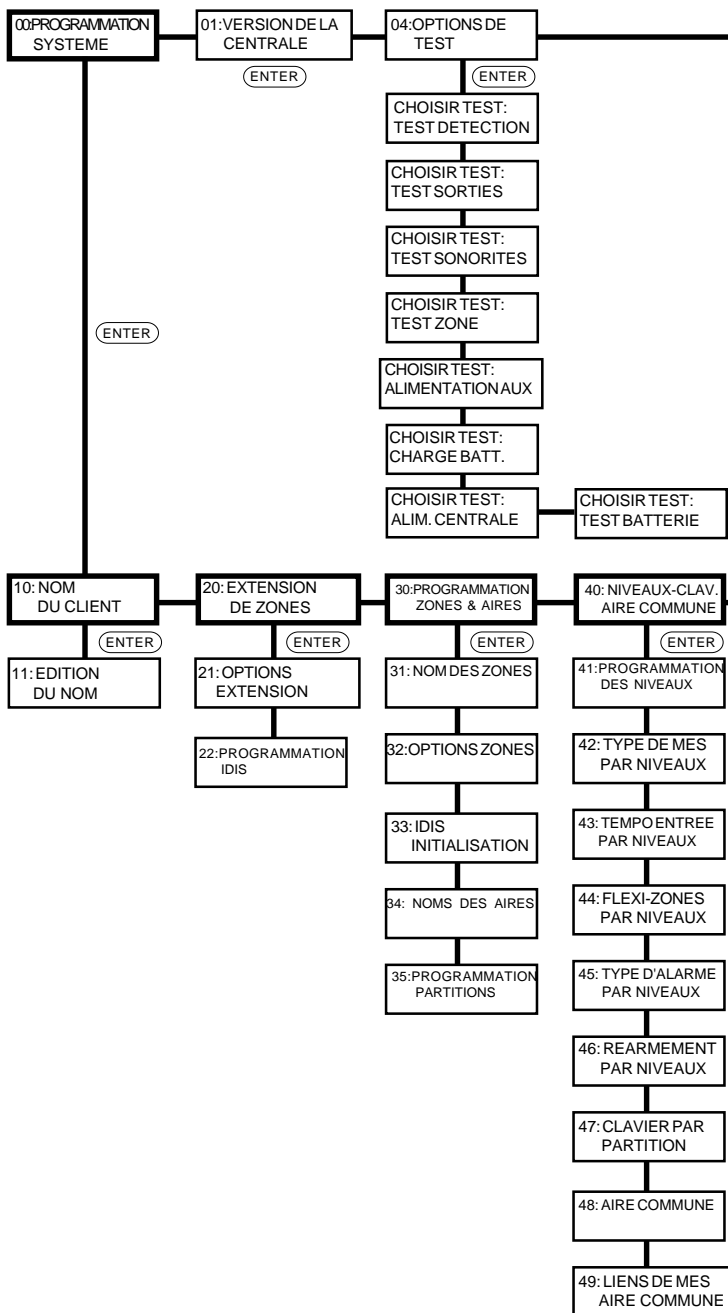 00:PROGRAMMATION
SYSTEME
01:VERSION DE LA
CENTRALE
04:OPTIONS DE
TEST
ENTER
ENTER
CHOISIR TEST:
TEST DETECTION
CHOISIR TEST:
TEST SORTIES
CHOISIR TEST:
TEST SONORITES
CHOISIR TEST:
TEST ZONE
ENTER
CHOISIR TEST:
ALIMENTATION AUX
CHOISIR TEST:
CHARGE BATT.
CHOISIR TEST:
ALIM. CENTRALE
CHOISIR TEST:
TEST BATTERIE
10: NOM
DU CLIENT
20: EXTENSION
DE ZONES
30:PROGRAMMATION
ZONES & AIRES
40: NIVEAUX-CLAV.
AIRE COMMUNE
ENTER
ENTER
ENTER
ENTER
11: EDITION
DU NOM
21: OPTIONS
EXTENSION
22:PROGRAMMATION
IDIS
31: NOM DES ZONES
32: OPTIONS ZONES
33: IDIS
INITIALISATION
34: NOMS DES AIRES
35:PROGRAMMATION
PARTITIONS
41:PROGRAMMATION
DES NIVEAUX
42: TYPE DE MES
PAR NIVEAUX
43: TEMPO ENTREE
PAR NIVEAUX
44: FLEXI-ZONES
PAR NIVEAUX
45: TYPE D'ALARME
PAR NIVEAUX
46: REARMEMENT
PAR NIVEAUX
47: CLAVIER PAR
PARTITION
48: AIRE COMMUNE
49: LIENS DE MES
AIRE COMMUNE